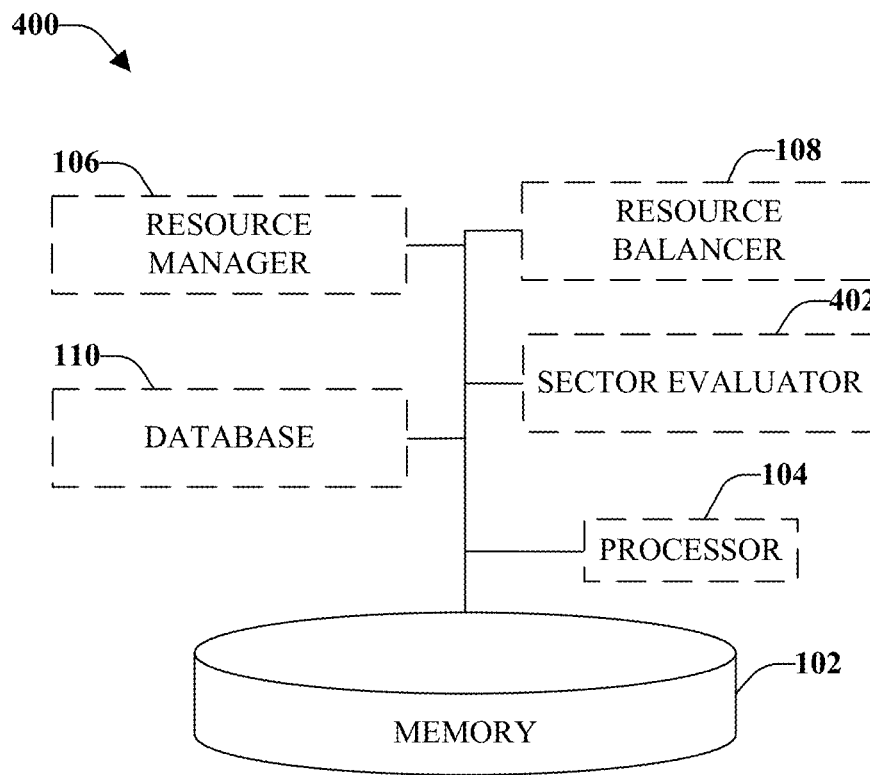 400
106
RESOURCE
MANAGER
108
RESOURCE
BALANCER
110
DATABASE
402
SECTOR EVALUATOR
104
PROCESSOR
102
MEMORY